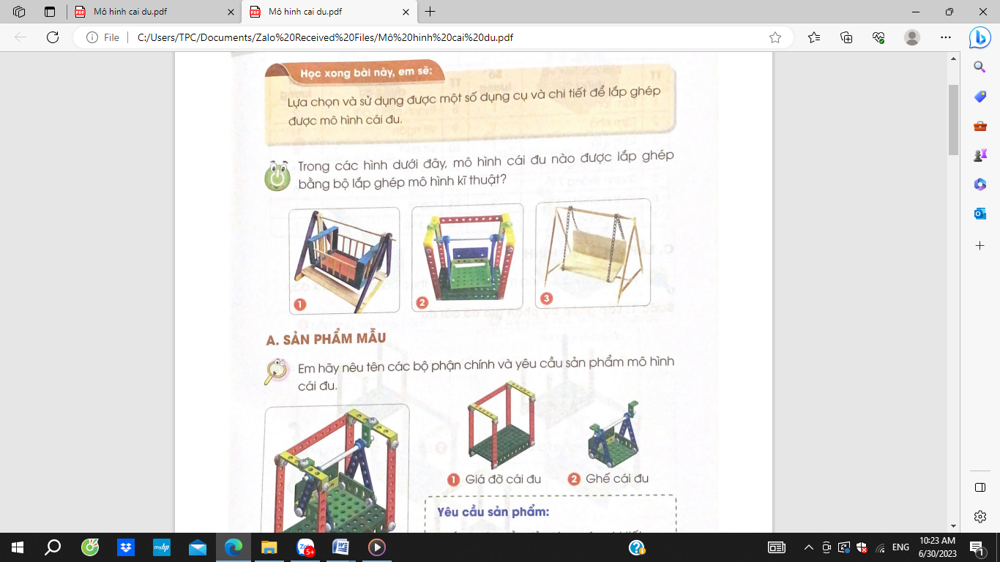 Mô hinh cai du.pdf
Mô hinh cai du.pdf
File
C:/Users/TPC/Documents/Zalo%20Received%20Files/Mô%20hinh%20cai%20du.pdf
Học xong bài này, em sẽ:
Lựa chọn và sử dụng được một số dụng cụ và chi tiết để lắp ghép
được mô hình cái đu.
Trong các hình dưới đây, mô hình cái đu nào được lắp ghép
bằng bộ lắp ghép mô hình kĩ thuật?
1
2
3
A. SẢN PHẨM MẪU
Em hãy nêu tên các bộ phận chính và yêu cầu sản phẩm mô hình
cái đu.
1 Giá đỡ cái đu
2 Ghế cái đu
Yêu cầu sản phẩm:
myhp
Zalo
5+
ENG
10:23 AM
6/30/2023
1